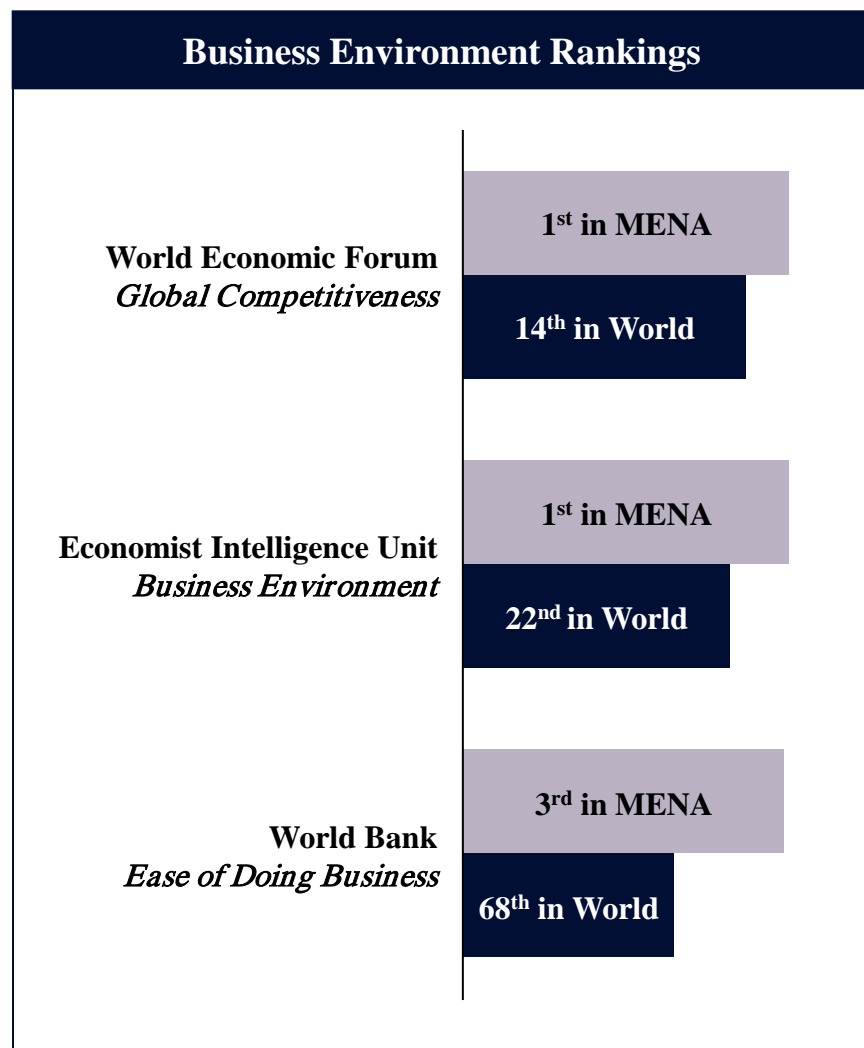 Business Environment Rankings
1st in MENA
World Economic Forum
Global Competitiveness
14th in World
1st in MENA
Economist Intelligence Unit
Business Environment
22nd in World
3rd in MENA
World Bank
Ease of Doing Business
68th in World